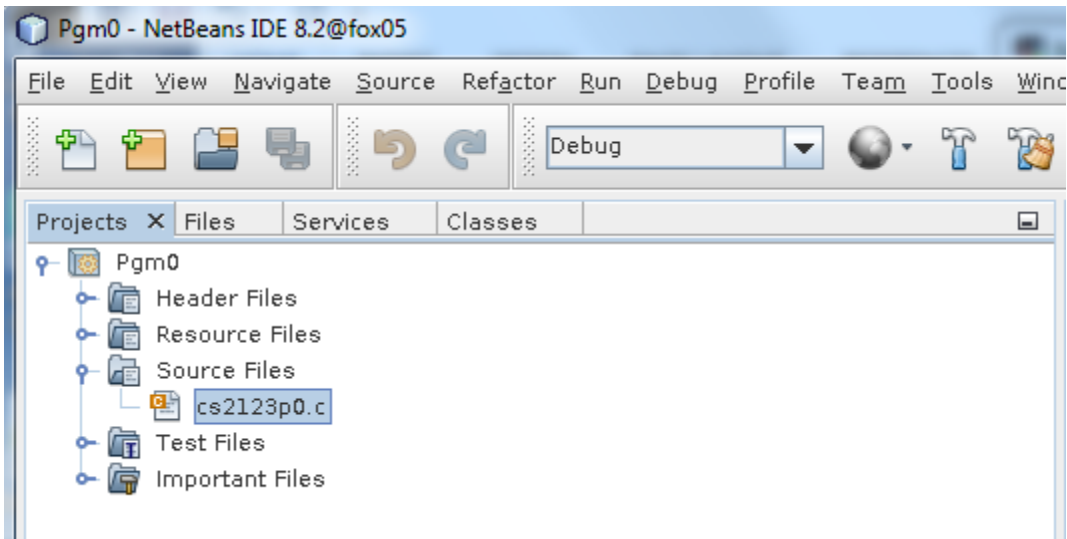 Pgm0 - NetBeans IDE 8.2@fox05
File Edit View Navigate Source Refactor Run Debug Profile Team Tools Winc
Debug
Projects Files Services Classes
Pgm0
Header Files
Resource Files
Source Files
cs2123p0.c
Test Files
Important Files